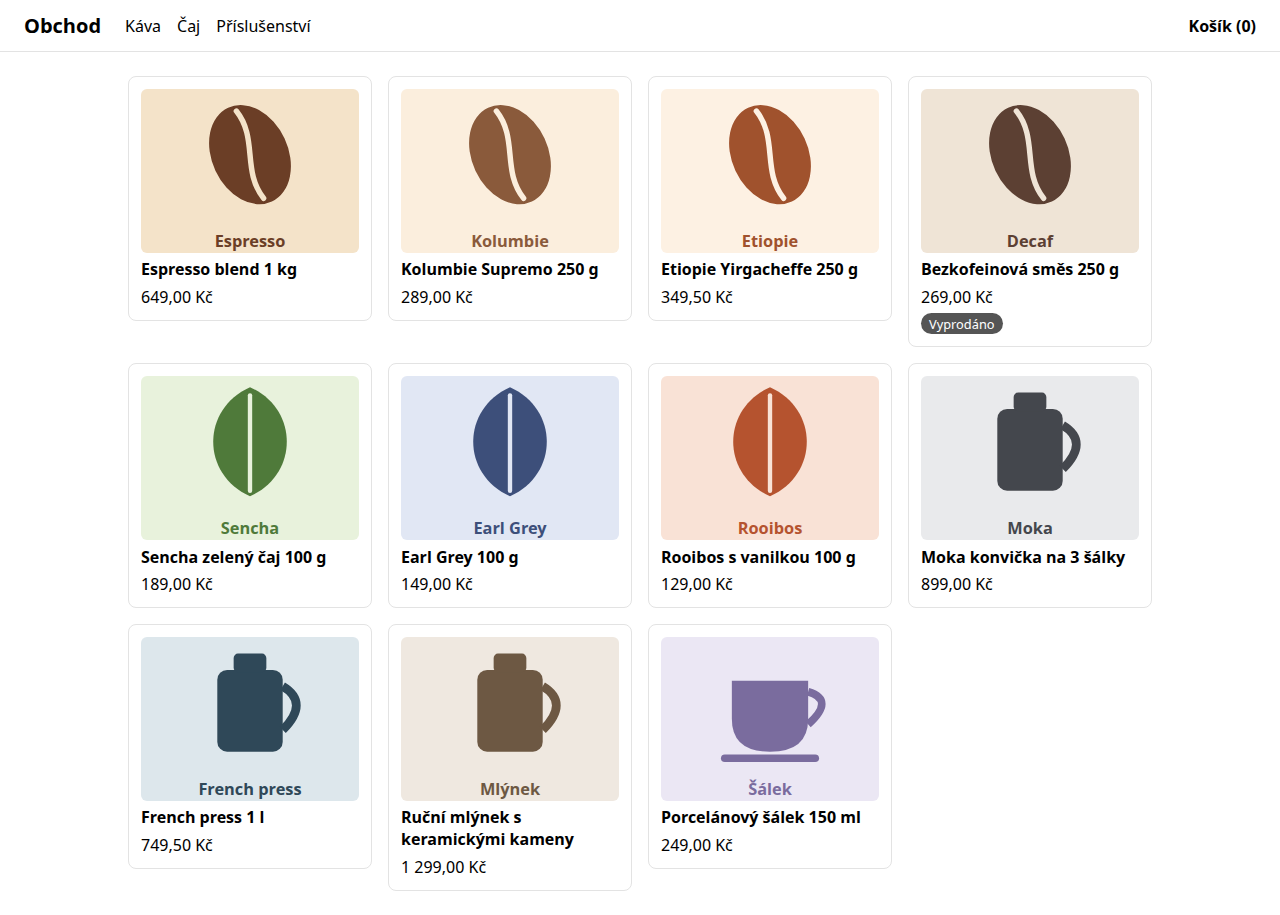 Obchod Káva Čaj Příslušenství Košík (0)
Espresso
Espresso blend 1 kg
649,00 Kč
Kolumbie
Kolumbie Supremo 250 g
289,00 Kč
Etiopie
Etiopie Yirgacheffe 250 g
349,50 Kč
Decaf
Bezkofeinová směs 250 g
269,00 Kč
Vyprodáno
Sencha
Sencha zelený čaj 100 g
189,00 Kč
Earl Grey
Earl Grey 100 g
149,00 Kč
Rooibos
Rooibos s vanilkou 100 g
129,00 Kč
Moka
Moka konvička na 3 šálky
899,00 Kč
French press
French press 1 l
749,50 Kč
Mlýnek
Ruční mlýnek s
keramickými kameny
1 299,00 Kč
Šálek
Porcelánový šálek 150 ml
249,00 Kč